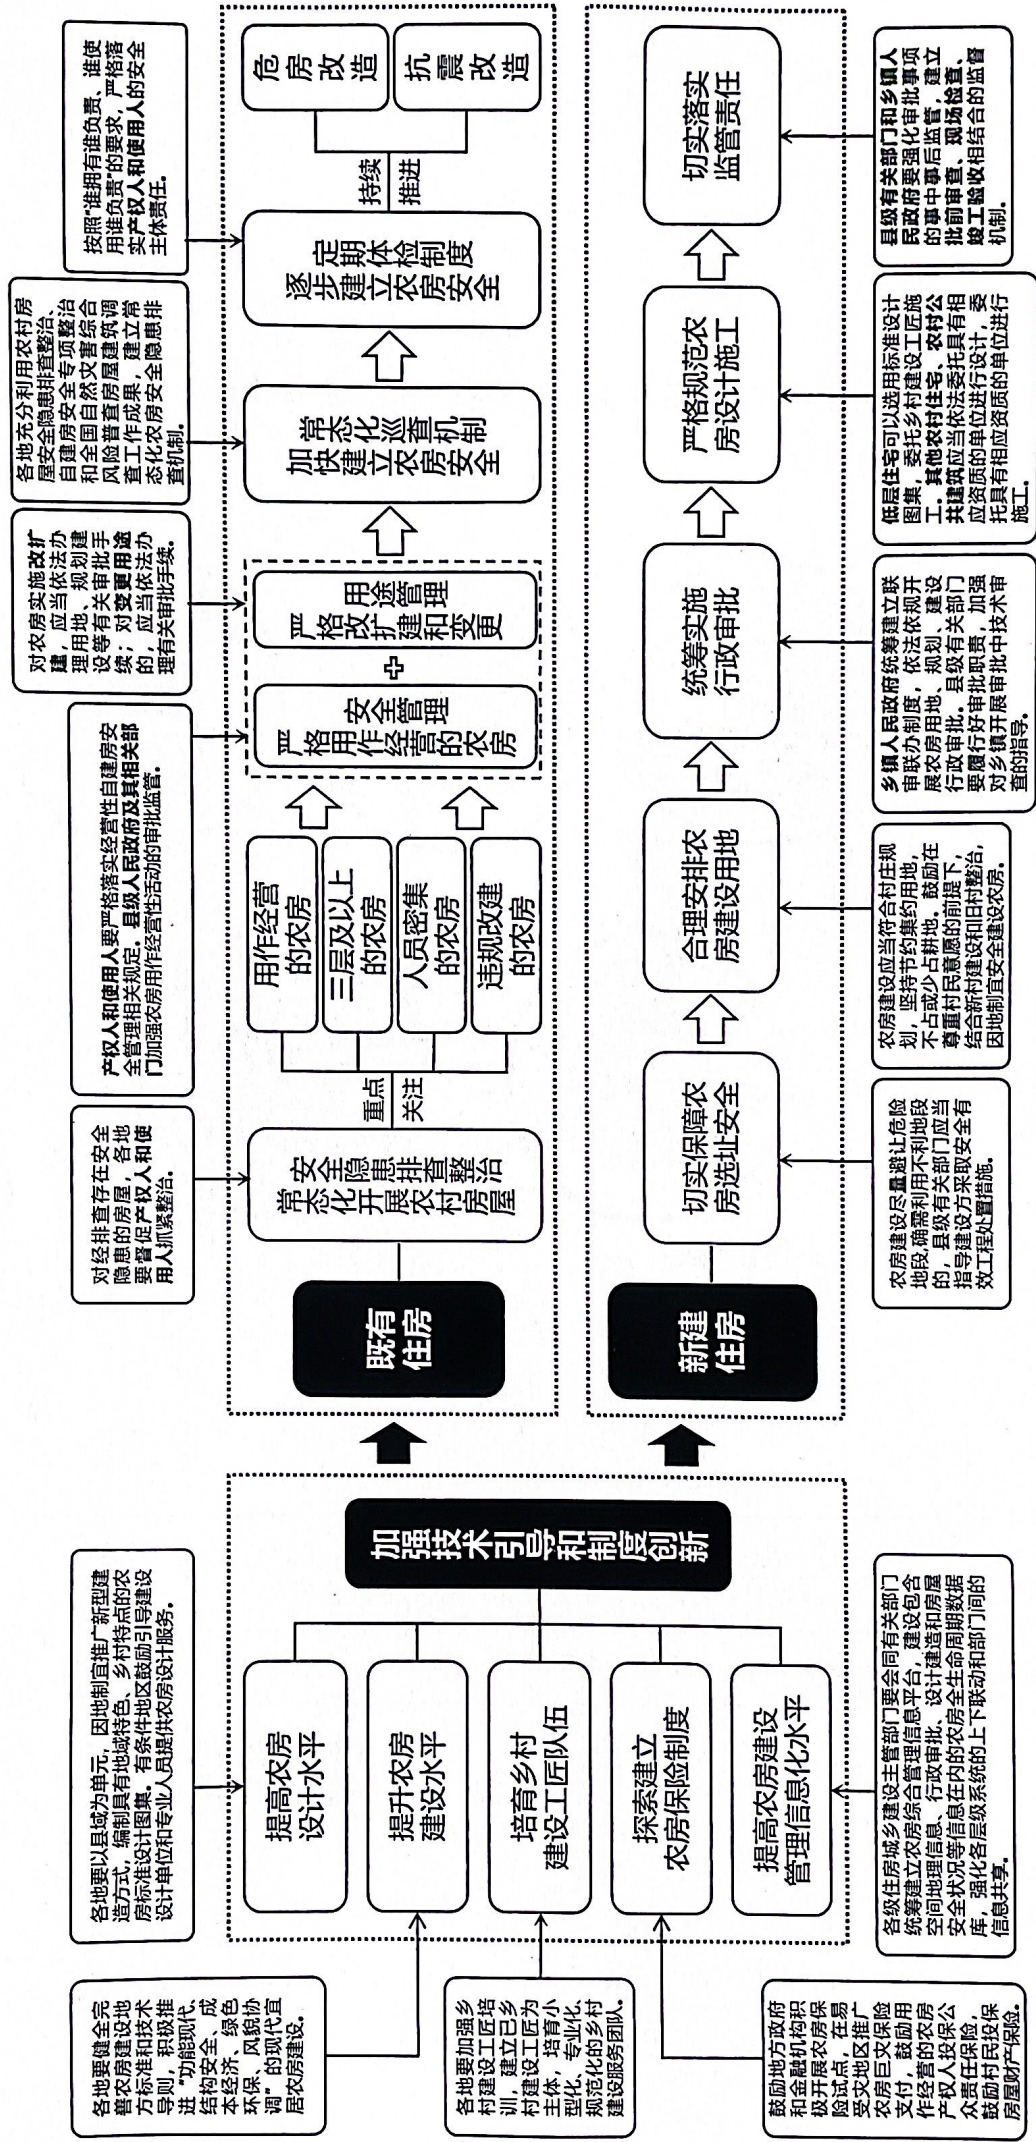 各地要健全完
善农房建设地
方标准和技术
导则，积极推
进“功能现代、
结构安全、成
本经济、绿色
环保、风貌协
调”的现代宜
居农房建设。
各地要加强乡
村建设工匠培
训，建立已乡
村建设工匠为
主体，培育小
型化、专业化、
规范化的乡村
建设服务团队。
鼓励地方政府
和金融机构积
极开展农房保
险试点，在易
受灾地区推广
农房巨灾保险
支付，鼓励用
作经营的农房
产权人投保公
众责任保险，
鼓励村民投保
房屋财产保险。
各地要以县域为单元，因地制宜推广新型建
造方式，编制具有地域特色、乡村特点的农
房标准设计图集。有条件地区鼓励引导建设
设计单位和专业人员提供农房设计服务。
提高农房
设计水平
提升农房
建设水平
培育乡村
建设工匠队伍
探索建立
农房保险制度
提高农房建设
管理信息化水平
各级住房城乡建设主管部门要会同有关部门
统筹建立农房综合管理信息平台，建设包含
空间地理信息、行政审批、设计建造和房屋
安全状况等信息在内的农房全生命周期数据
库，强化各层级系统的上下联动和部门间的
信息共享。
加强技术引导和制度创新
对经排查存在安全
隐患的房屋，各地
要督促产权人和使
用人抓紧整治。
产权人和使用人要严格落实经营性自建房安
全管理相关规定。县级人民政府及其相关部
门加强农房用作经营性活动的审批监管。
对农房实施改扩
建，应当依法办
理用地、规划建
设等有关审批手
续；对变更用途
的，应当依法办
理有关审批手续。
各地充分利用农村房
屋安全隐患排查整治、
自建房安全专项整治
和全国自然灾害综合
风险普查房屋建筑调
查工作成果，建立常
态化农房安全隐患排
查机制。
按照“谁拥有谁负责、谁使
用谁负责”的要求，严格落
实产权人和使用人的安全
主体责任。
既有
住房
常态化开展农村房屋
安全隐患排查整治
重点
关注
用作经营
的农房
三层及以上
的农房
人员密集
的农房
违规改建
的农房
严格用作经营的农房
安全管理
+
严格改扩建和变更
用途管理
加快建立农房安全
常态化巡查机制
逐步建立农房安全
定期体检制度
持续
推进
危房改造
抗震改造
新建
住房
切实保障农
房选址安全
合理安排农
房建设用地
统筹实施
行政审批
严格规范农
房设计施工
切实落实
监管责任
农房建设尽量避让危险
地段,确需利用不利地段
的，县级有关部门应当
指导建设方采取安全有
效工程处置措施。
农房建设应当符合村庄规
划，坚持节约集约用地，
不占或少占耕地。鼓励在
尊重村民意愿的前提下，
结合新村建设和旧村整治，
因地制宜安全建设农房。
乡镇人民政府统筹建立联
审联办制度，依法依规开
展农房用地、规划、建设
行政审批。县级有关部门
要履行好审批职责，加强
对乡镇开展审批中技术审
查的指导。
低层住宅可以选用标准设计
图集，委托乡村建设工匠施
工。其他农村住宅、农村公
共建筑应当依法委托具有相
应资质的单位进行设计，委
托具有相应资质的单位进行
施工。
县级有关部门和乡镇人
民政府要强化审批事项
的事中事后监管，建立
批前审查、现场检查、
竣工验收相结合的监督
机制。